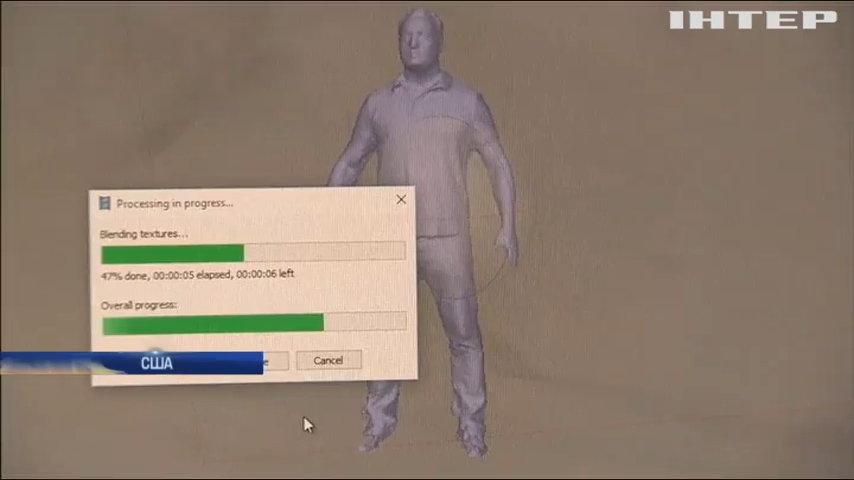 ІНТЕР
Processing in progress...
Blending textures...
47% done, 00:00:05 elapsed, 00:00:06 left
Overall progress:
Cancel
США